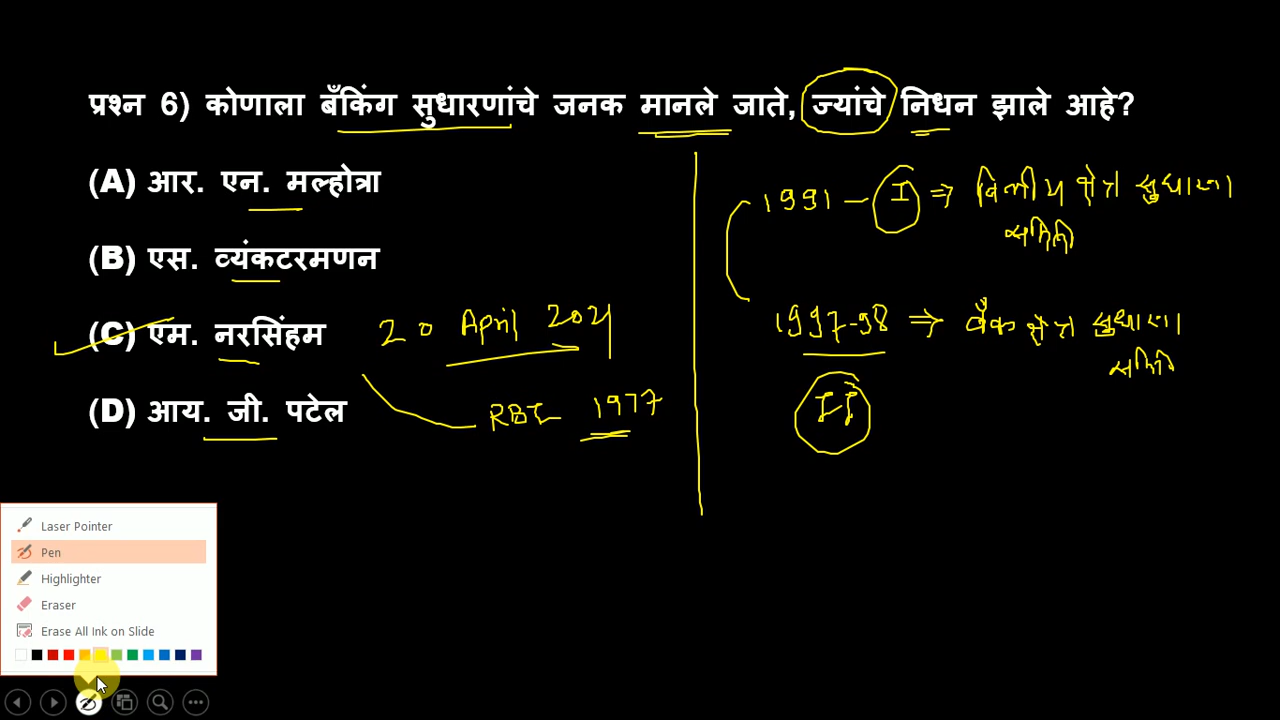 प्रश्न 6) कोणाला बँकिंग सुधारणांचे जनक मानले जाते, ज्यांचे निधन झाले आहे?
(A) आर. एन. मल्होत्रा
(B) एस. व्यंकटरमणन
(C) एम. नरसिंहम
(D) आय. जी. पटेल
20 April 2021
RBI 1977
1991 - I ⇒ वित्तीय क्षेत्र सुधारणा
समिती
1997-98 ⇒ बँक क्षेत्र सुधारणा
समिती
II
Laser Pointer
Pen
Highlighter
Eraser
Erase All Ink on Slide